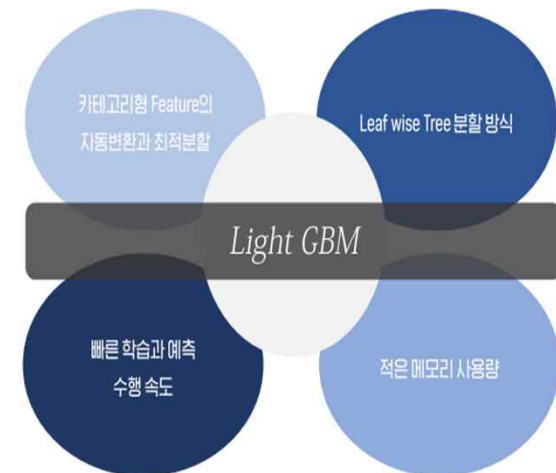 카테고리형 Feature의
자동변환과 최적분할
Leaf wise Tree 분할 방식
Light GBM
빠른 학습과 예측
수행 속도
적은 메모리 사용량